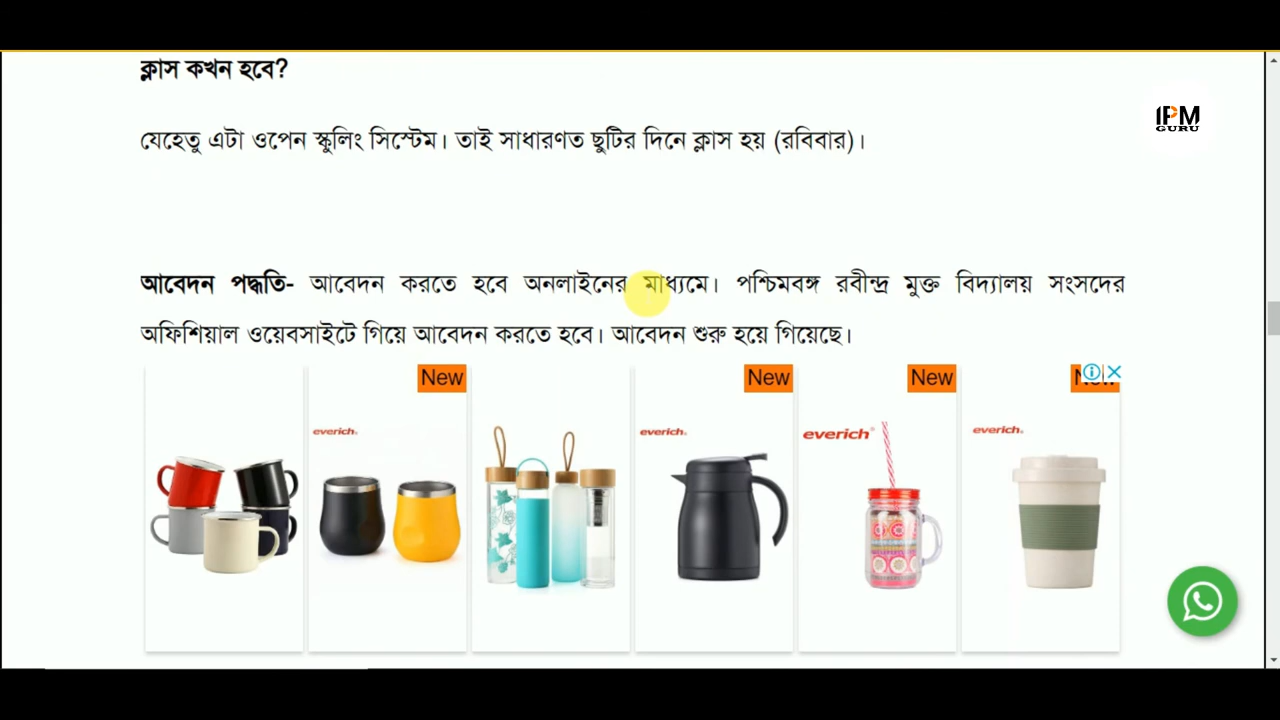 ক্লাস কখন হবে?
IPM
GURU
যেহেতু এটা ওপেন স্কুলিং সিস্টেম। তাই সাধারণত ছুটির দিনে ক্লাস হয় (রবিবার)।
আবেদন পদ্ধতি- আবেদন করতে হবে অনলাইনের মাধ্যমে। পশ্চিমবঙ্গ রবীন্দ্র মুক্ত বিদ্যালয় সংসদের
অফিশিয়াল ওয়েবসাইটে গিয়ে আবেদন করতে হবে। আবেদন শুরু হয়ে গিয়েছে।
New New New New
everich. everich. everich everich.